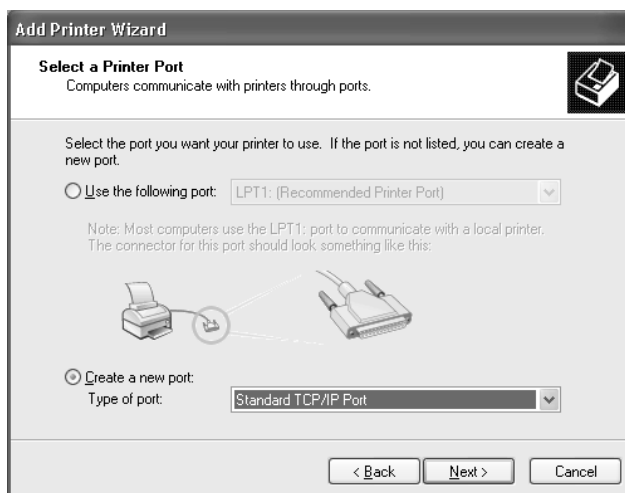 Add Printer Wizard
Select a Printer Port
Computers communicate with printers through ports.
Select the port you want your printer to use. If the port is not listed, you can create a
new port.
Use the following port:
LPT1: (Recommended Printer Port)
Note: Most computers use the LPT1: port to communicate with a local printer.
The connector for this port should look something like this:
Create a new port:
Type of port:
Standard TCP/IP Port
< Back
Next >
Cancel